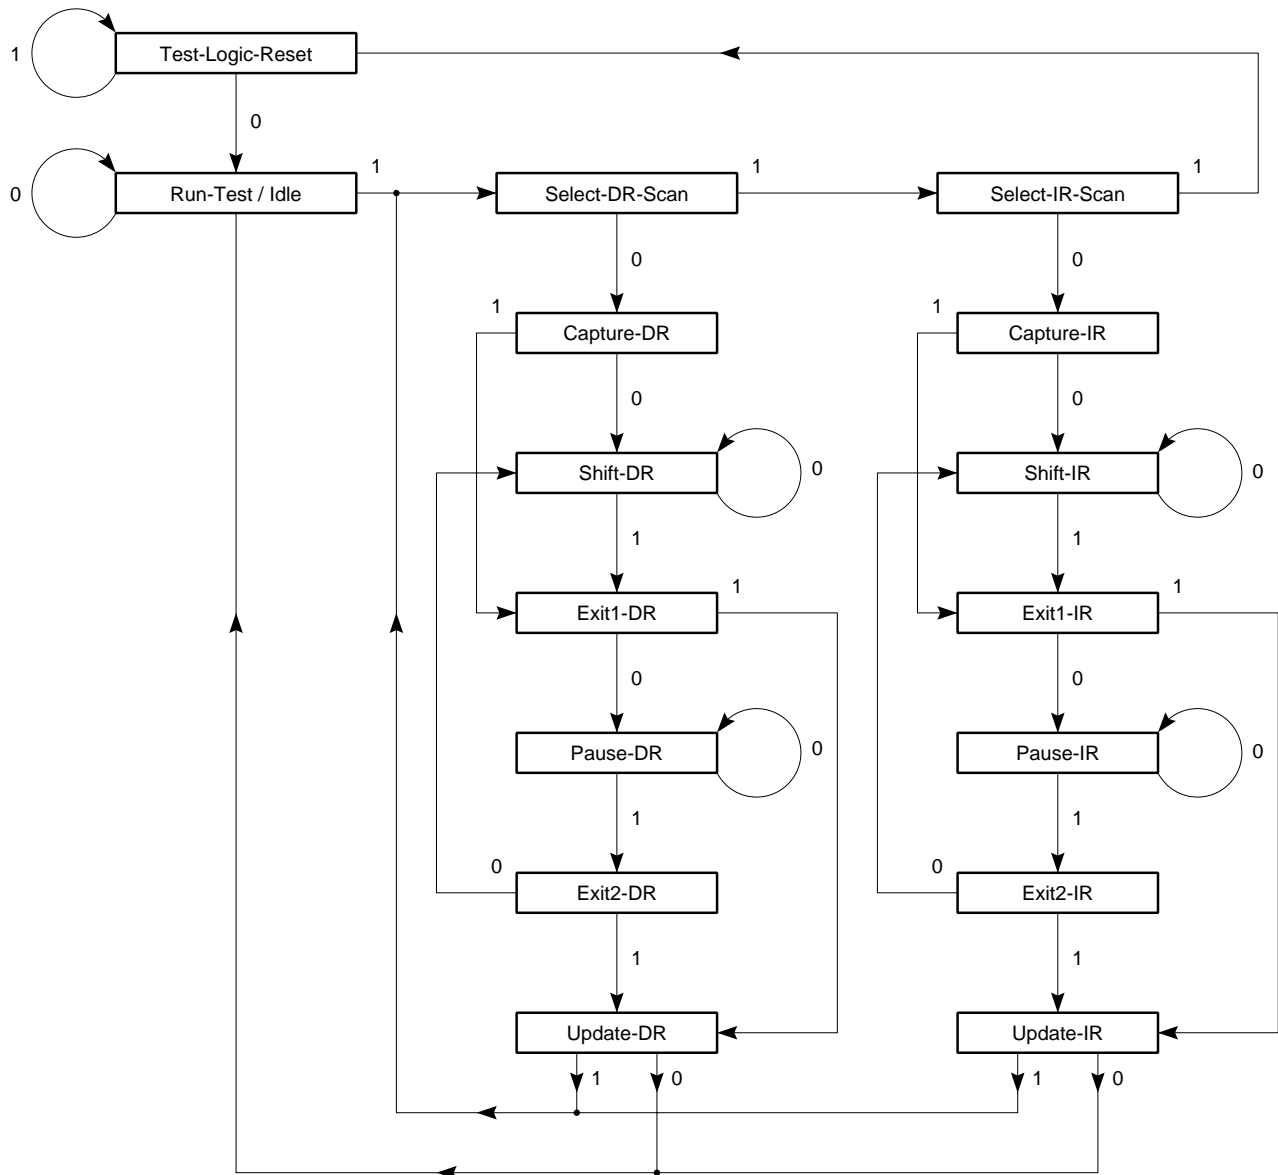 Test-Logic-Reset
1
0
Run-Test / Idle
0
1
Select-DR-Scan
1
Select-IR-Scan
1
0
0
1
Capture-DR
1
Capture-IR
0
0
Shift-DR
0
Shift-IR
0
1
1
Exit1-DR
1
Exit1-IR
1
0
0
Pause-DR
0
Pause-IR
0
1
1
0
Exit2-DR
0
Exit2-IR
1
1
Update-DR
Update-IR
1
0
1
0